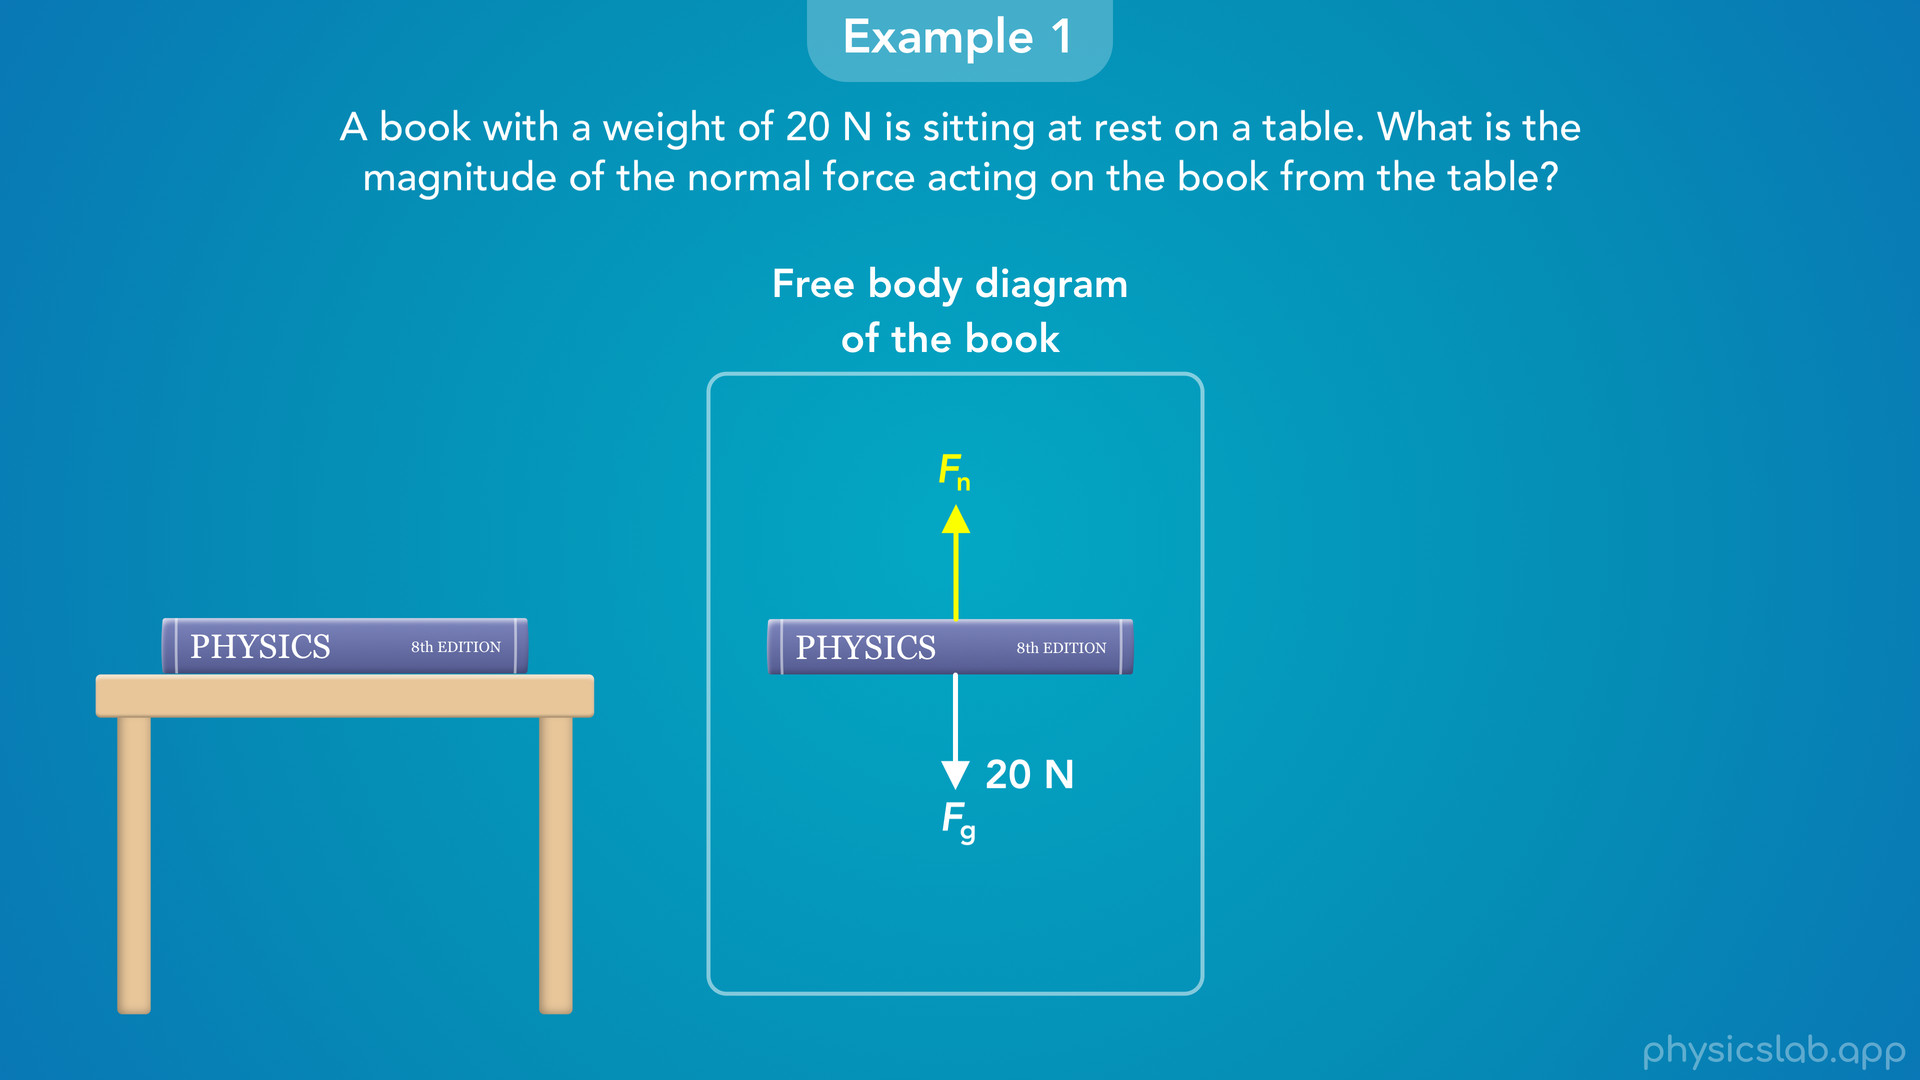 Example 1
A book with a weight of 20 N is sitting at rest on a table. What is the
magnitude of the normal force acting on the book from the table?
Free body diagram
of the book
Fn
PHYSICS 8th EDITION
PHYSICS 8th EDITION
20 N
Fg
physicslab.app